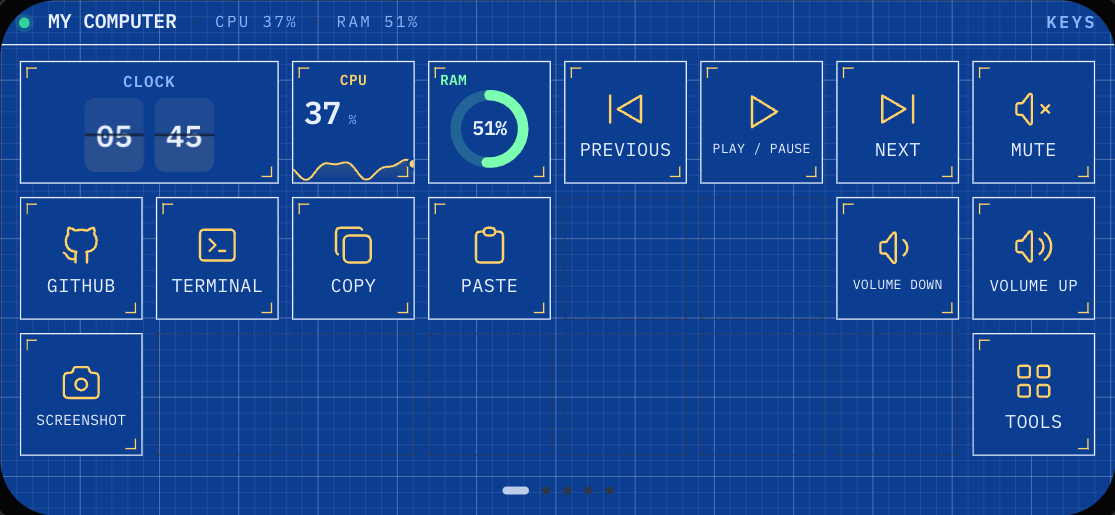 MY COMPUTER CPU 37% RAM 51% KEYS
CLOCK
05 45
CPU
37 %
RAM
51%
PREVIOUS
PLAY / PAUSE
NEXT
MUTE
GITHUB
TERMINAL
COPY
PASTE
VOLUME DOWN
VOLUME UP
SCREENSHOT
TOOLS